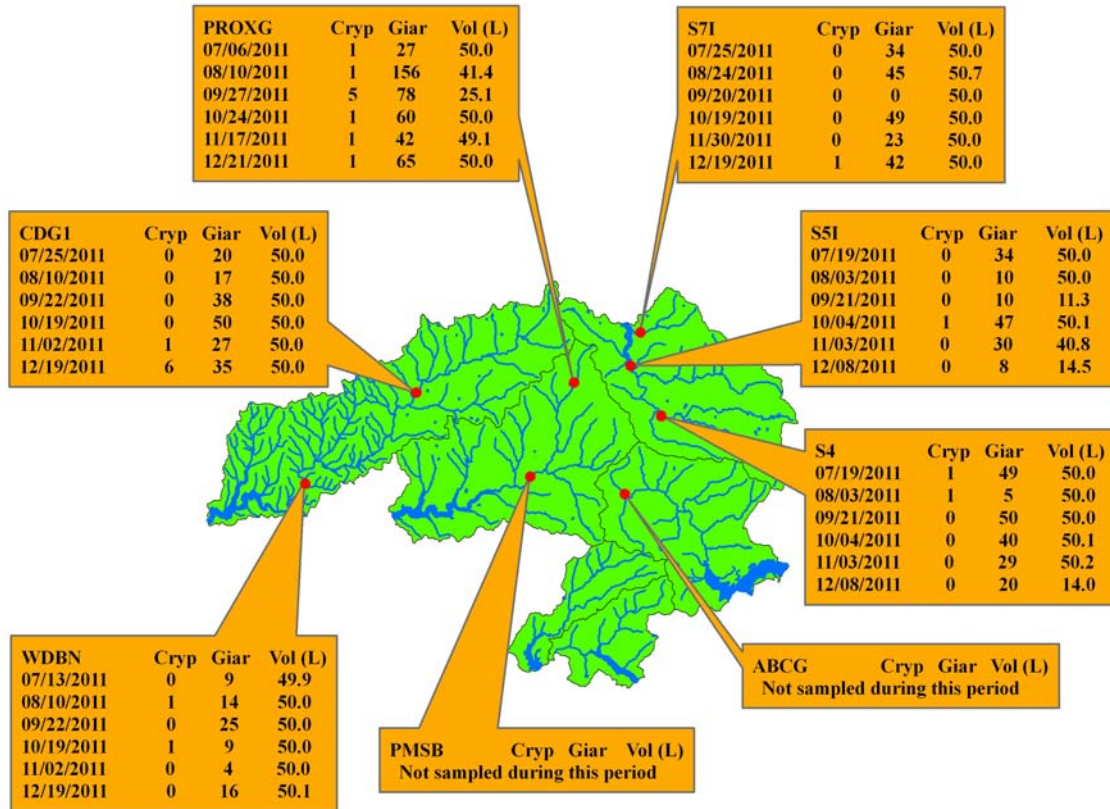 PROXG Cryp Giar Vol (L)
07/06/2011 1 27 50.0
08/10/2011 1 156 41.4
09/27/2011 5 78 25.1
10/24/2011 1 60 50.0
11/17/2011 1 42 49.1
12/21/2011 1 65 50.0
S7I Cryp Giar Vol (L)
07/25/2011 0 34 50.0
08/24/2011 0 45 50.7
09/20/2011 0 0 50.0
10/19/2011 0 49 50.0
11/30/2011 0 23 50.0
12/19/2011 1 42 50.0
CDG1 Cryp Giar Vol (L)
07/25/2011 0 20 50.0
08/10/2011 0 17 50.0
09/22/2011 0 38 50.0
10/19/2011 0 50 50.0
11/02/2011 1 27 50.0
12/19/2011 6 35 50.0
S5I Cryp Giar Vol (L)
07/19/2011 0 34 50.0
08/03/2011 0 10 50.0
09/21/2011 0 10 11.3
10/04/2011 1 47 50.1
11/03/2011 0 30 40.8
12/08/2011 0 8 14.5
S4 Cryp Giar Vol (L)
07/19/2011 1 49 50.0
08/03/2011 1 5 50.0
09/21/2011 0 50 50.0
10/04/2011 0 40 50.1
11/03/2011 0 29 50.2
12/08/2011 0 20 14.0
WDBN Cryp Giar Vol (L)
07/13/2011 0 9 49.9
08/10/2011 1 14 50.0
09/22/2011 0 25 50.0
10/19/2011 1 9 50.0
11/02/2011 0 4 50.0
12/19/2011 0 16 50.1
PMSB Cryp Giar Vol (L)
Not sampled during this period
ABCG Cryp Giar Vol (L)
Not sampled during this period